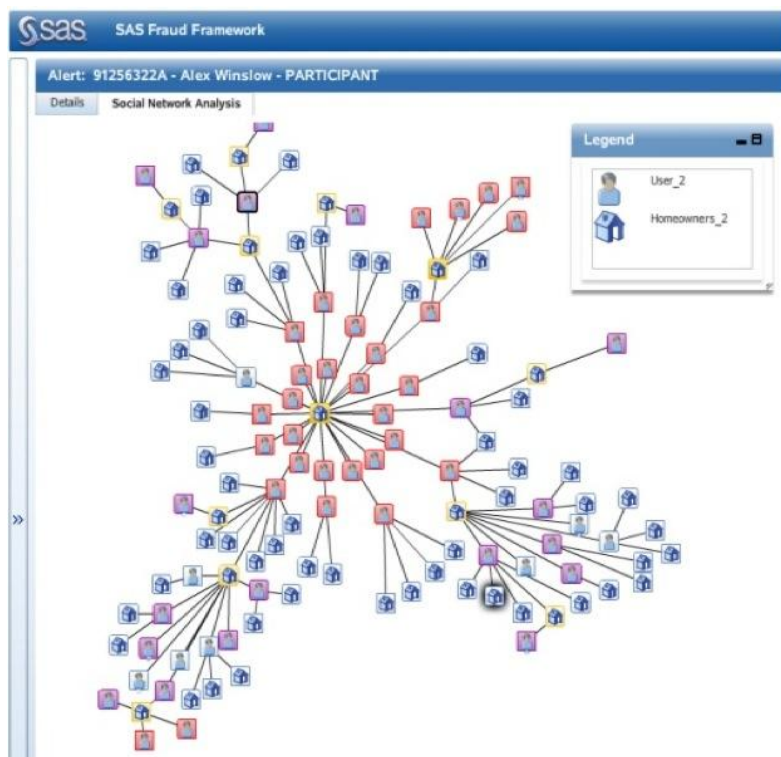 sas SAS Fraud Framework
Alert: 91256322A - Alex Winslow - PARTICIPANT
Details Social Network Analysis
Legend
User_2
Homeowners_2
»